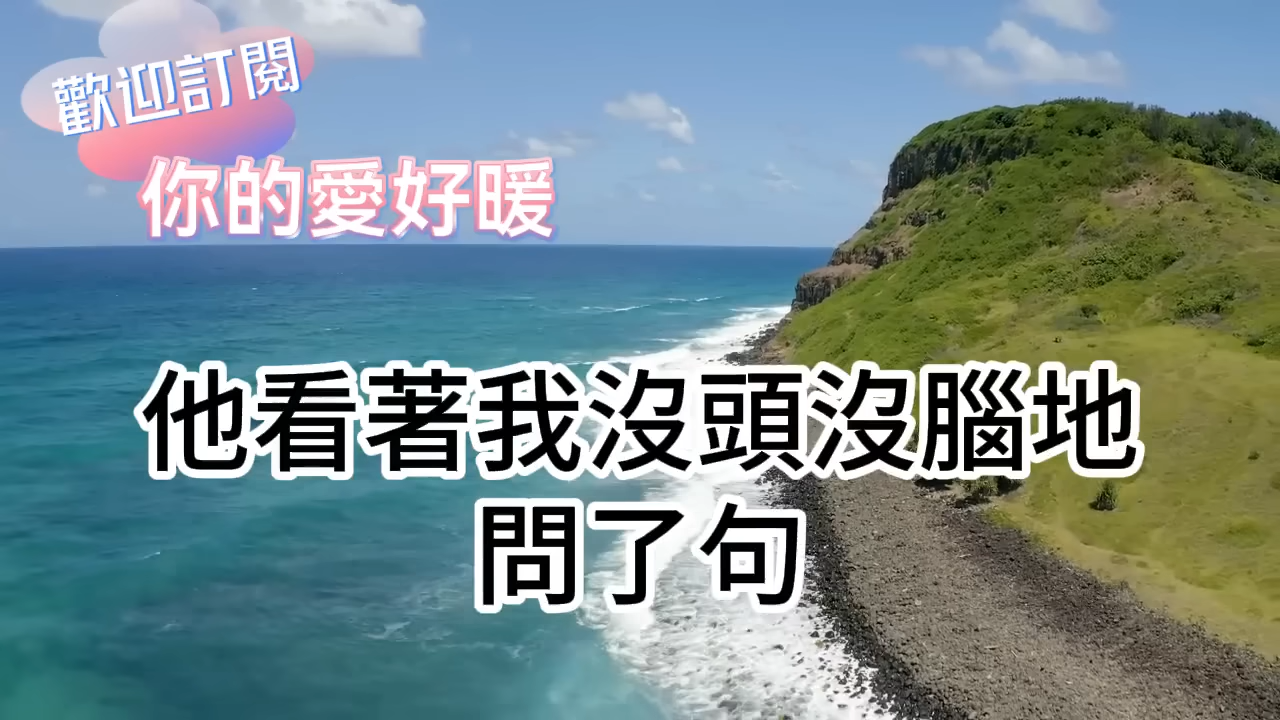 歡迎訂閱
你的愛好暖
他看著我沒頭沒腦地
問了句